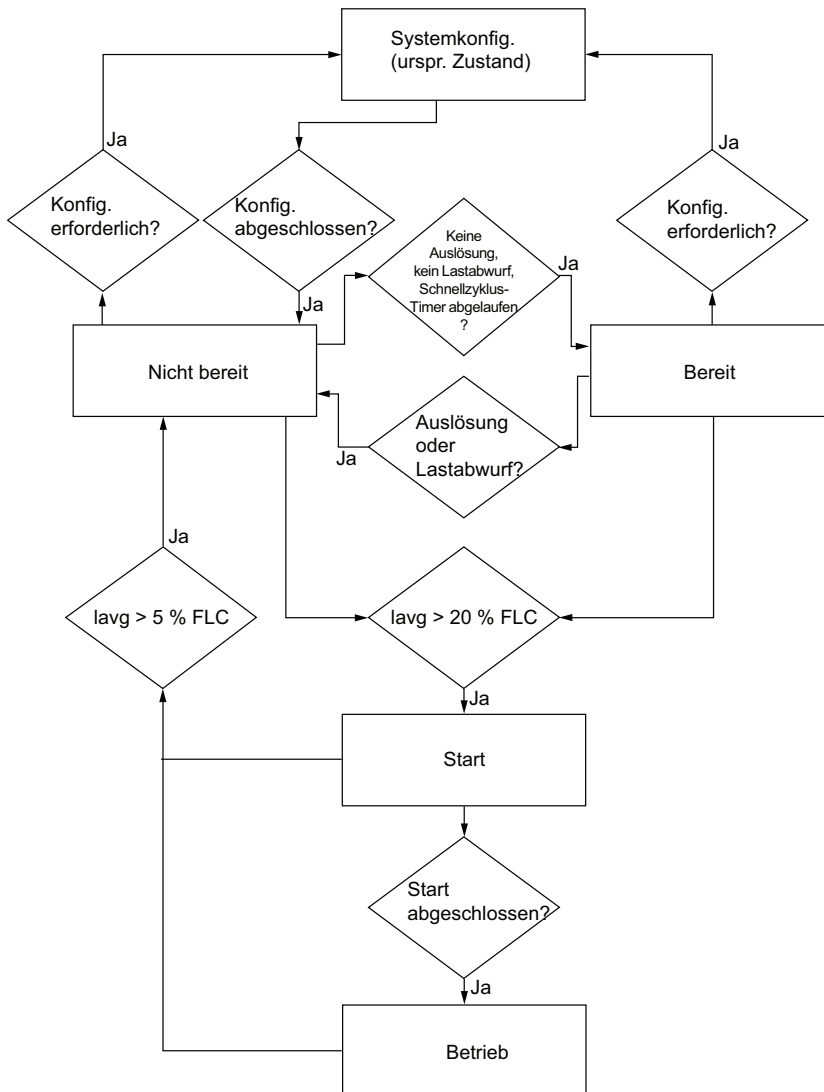 Systemkonfig.
(urspr. Zustand)
Ja
Ja
Konfig.
erforderlich?
Konfig.
abgeschlossen?
Konfig.
erforderlich?
Keine
Auslösung,
kein Lastabwurf,
Schnellzyklus-
Timer abgelaufen
?
Ja
Ja
Nicht bereit
Bereit
Auslösung
oder
Lastabwurf?
Ja
Ja
Iavg > 5 % FLC
Iavg > 20 % FLC
Ja
Start
Start
abgeschlossen?
Ja
Betrieb